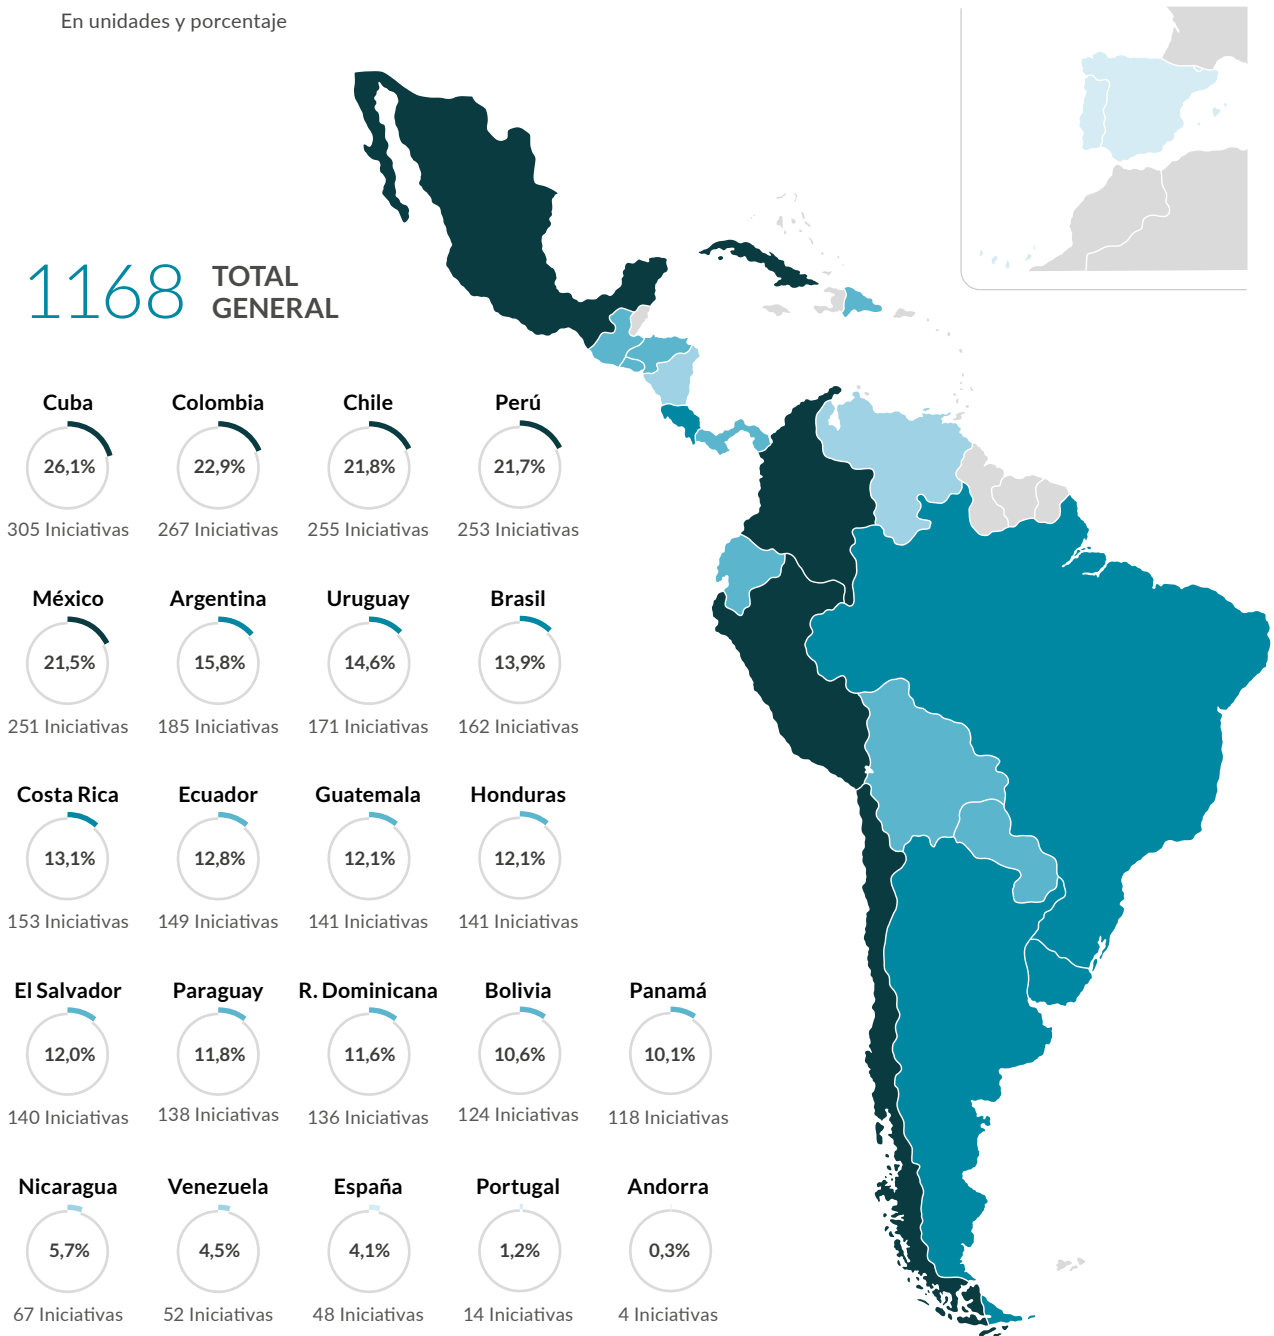 En unidades y porcentaje
1168
TOTAL
GENERAL
Cuba
Colombia
Chile
Perú
26,1%
22,9%
21,8%
21,7%
305 Iniciativas
267 Iniciativas
255 Iniciativas
253 Iniciativas
México
Argentina
Uruguay
Brasil
21,5%
15,8%
14,6%
13,9%
251 Iniciativas
185 Iniciativas
171 Iniciativas
162 Iniciativas
Costa Rica
Ecuador
Guatemala
Honduras
13,1%
12,8%
12,1%
12,1%
153 Iniciativas
149 Iniciativas
141 Iniciativas
141 Iniciativas
El Salvador
Paraguay
R. Dominicana
Bolivia
Panamá
12,0%
11,8%
11,6%
10,6%
10,1%
140 Iniciativas
138 Iniciativas
136 Iniciativas
124 Iniciativas
118 Iniciativas
Nicaragua
Venezuela
España
Portugal
Andorra
5,7%
4,5%
4,1%
1,2%
0,3%
67 Iniciativas
52 Iniciativas
48 Iniciativas
14 Iniciativas
4 Iniciativas